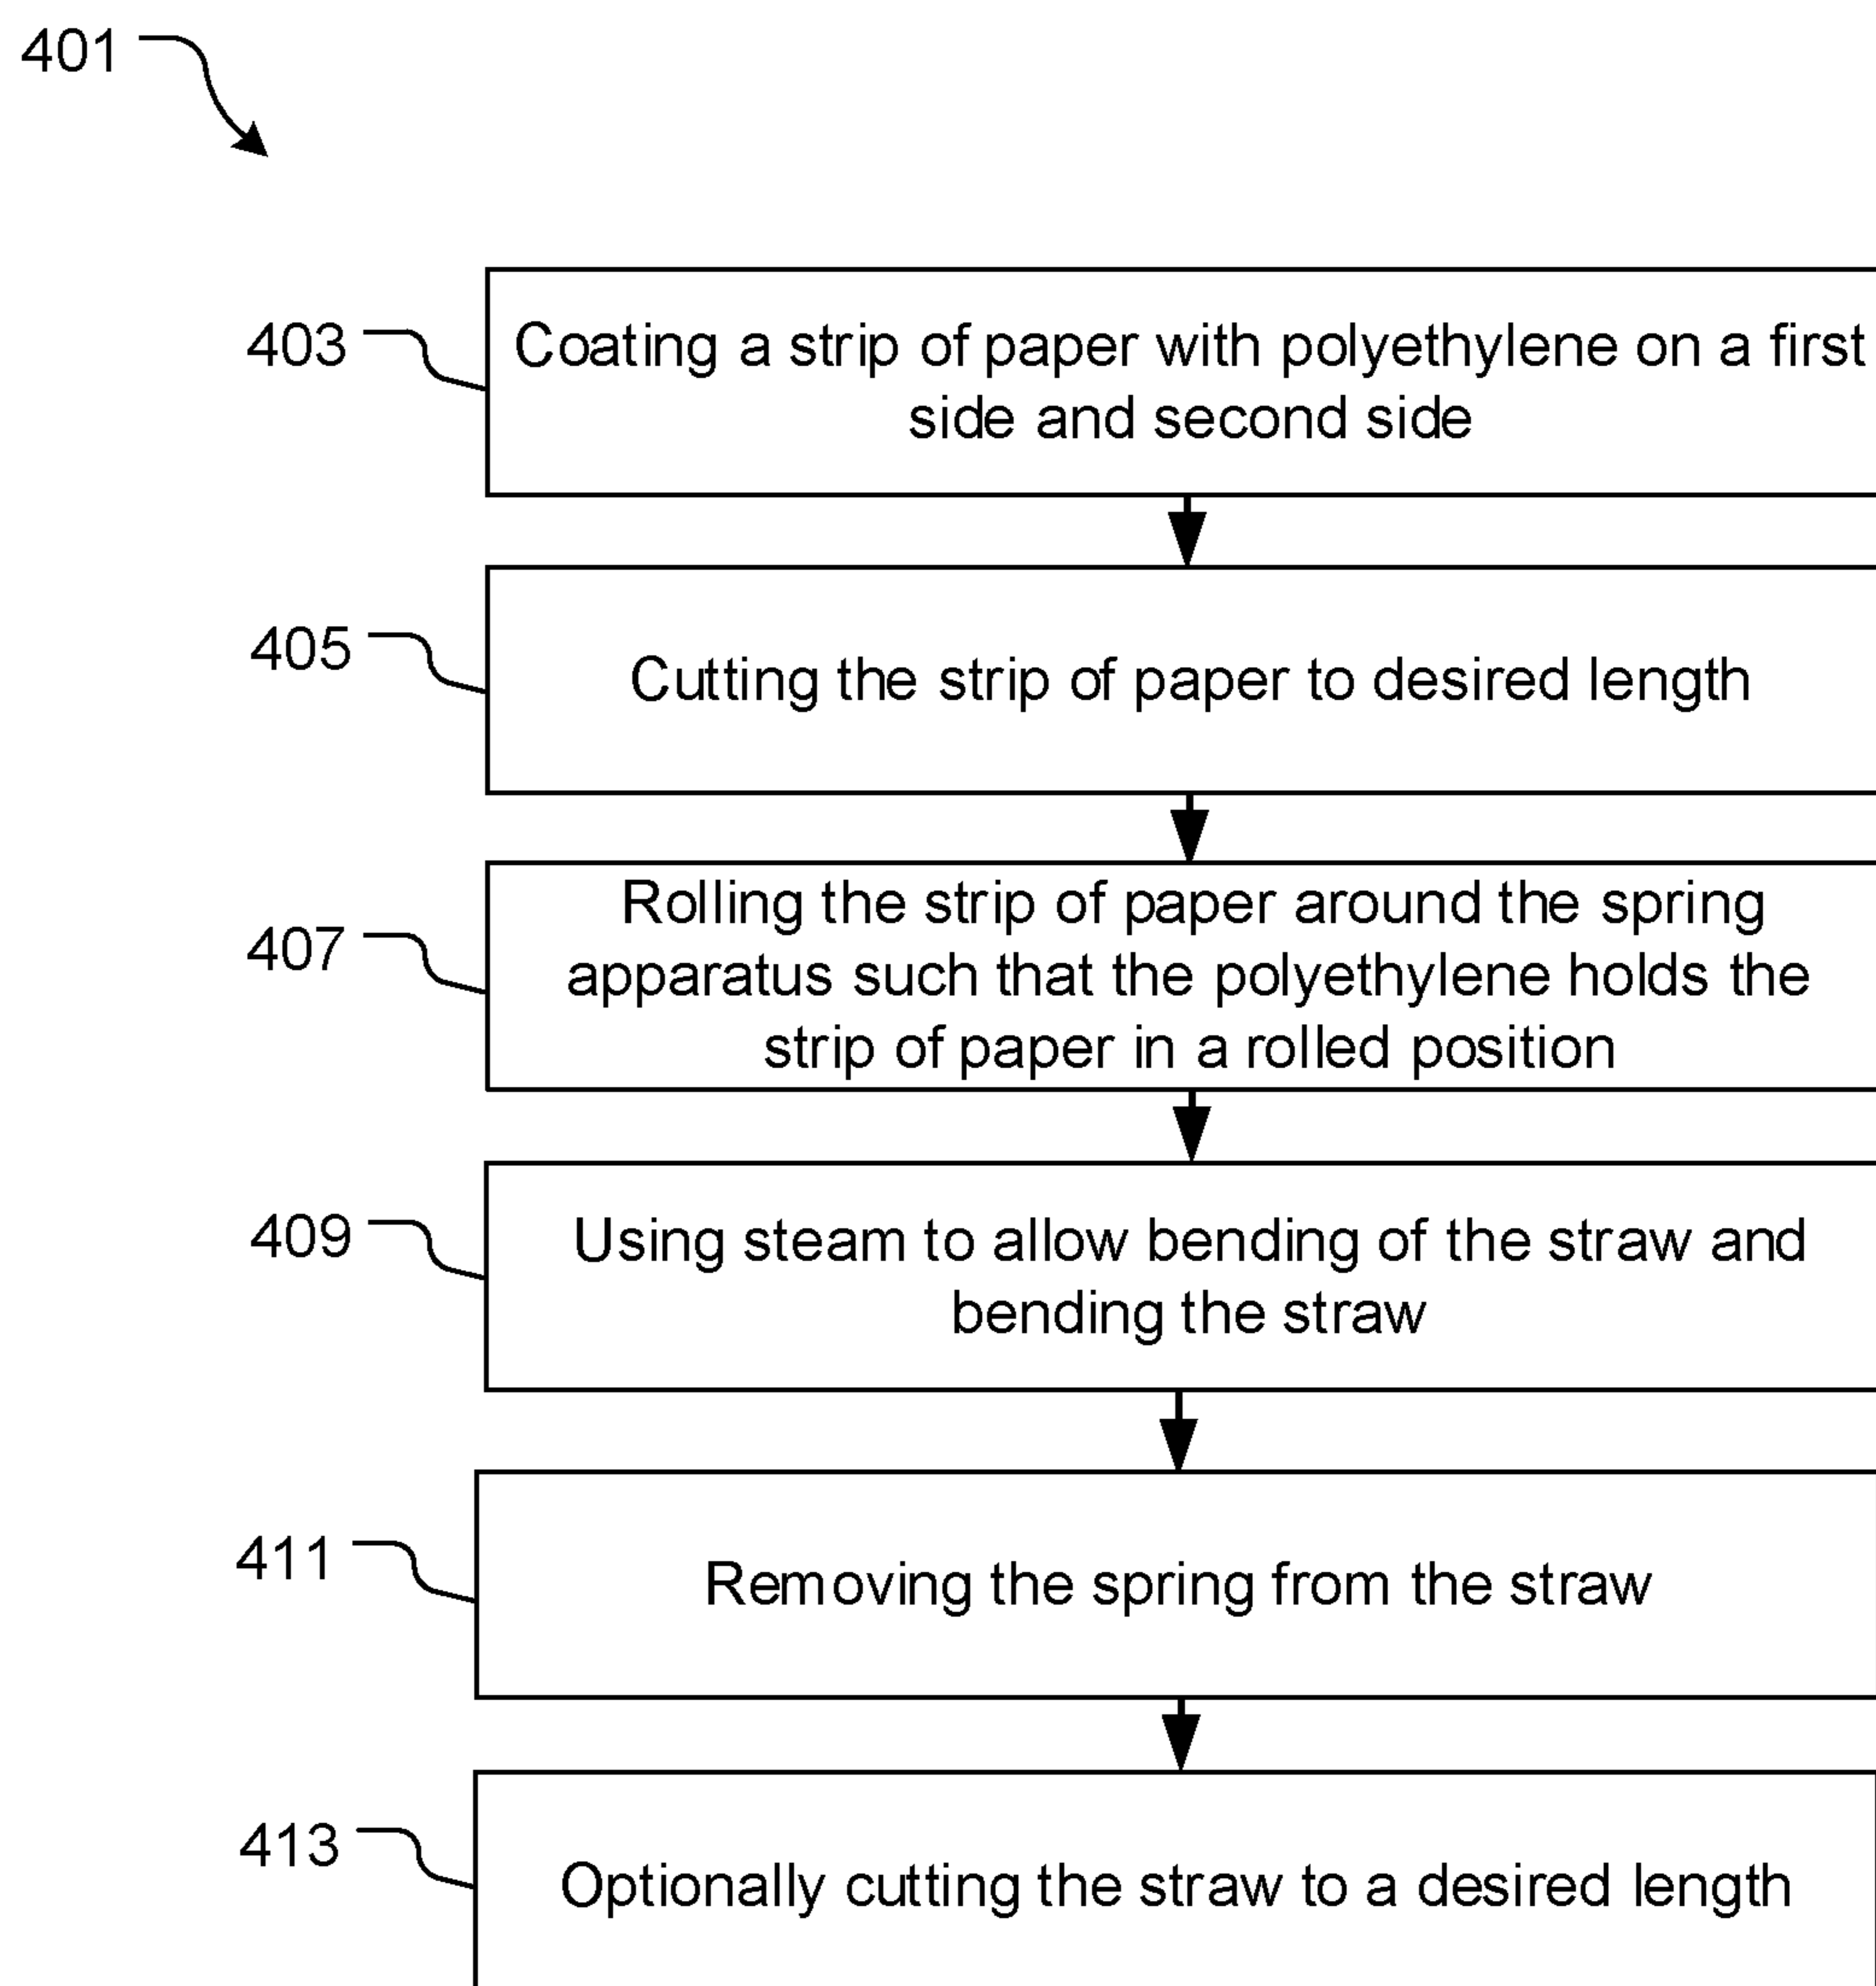 401
403
Coating a strip of paper with polyethylene on a first
side and second side
405
Cutting the strip of paper to desired length
407
Rolling the strip of paper around the spring
apparatus such that the polyethylene holds the
strip of paper in a rolled position
409
Using steam to allow bending of the straw and
bending the straw
411
Removing the spring from the straw
413
Optionally cutting the straw to a desired length